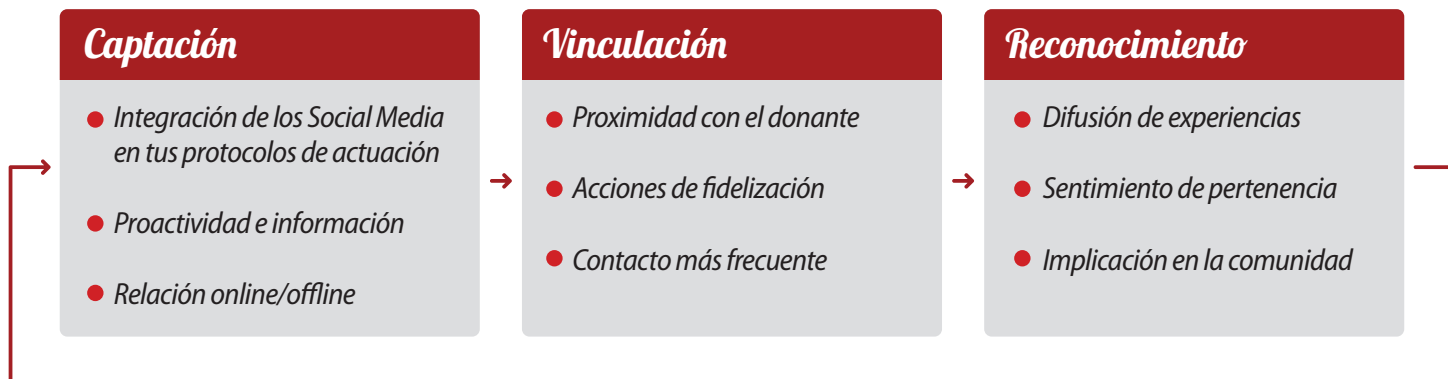 Captación
Integración de los Social Media
en tus protocolos de actuación
Proactividad e información
Relación online/offline
Vinculación
Proximidad con el donante
Acciones de fidelización
Contacto más frecuente
Reconocimiento
Difusión de experiencias
Sentimiento de pertenencia
Implicación en la comunidad